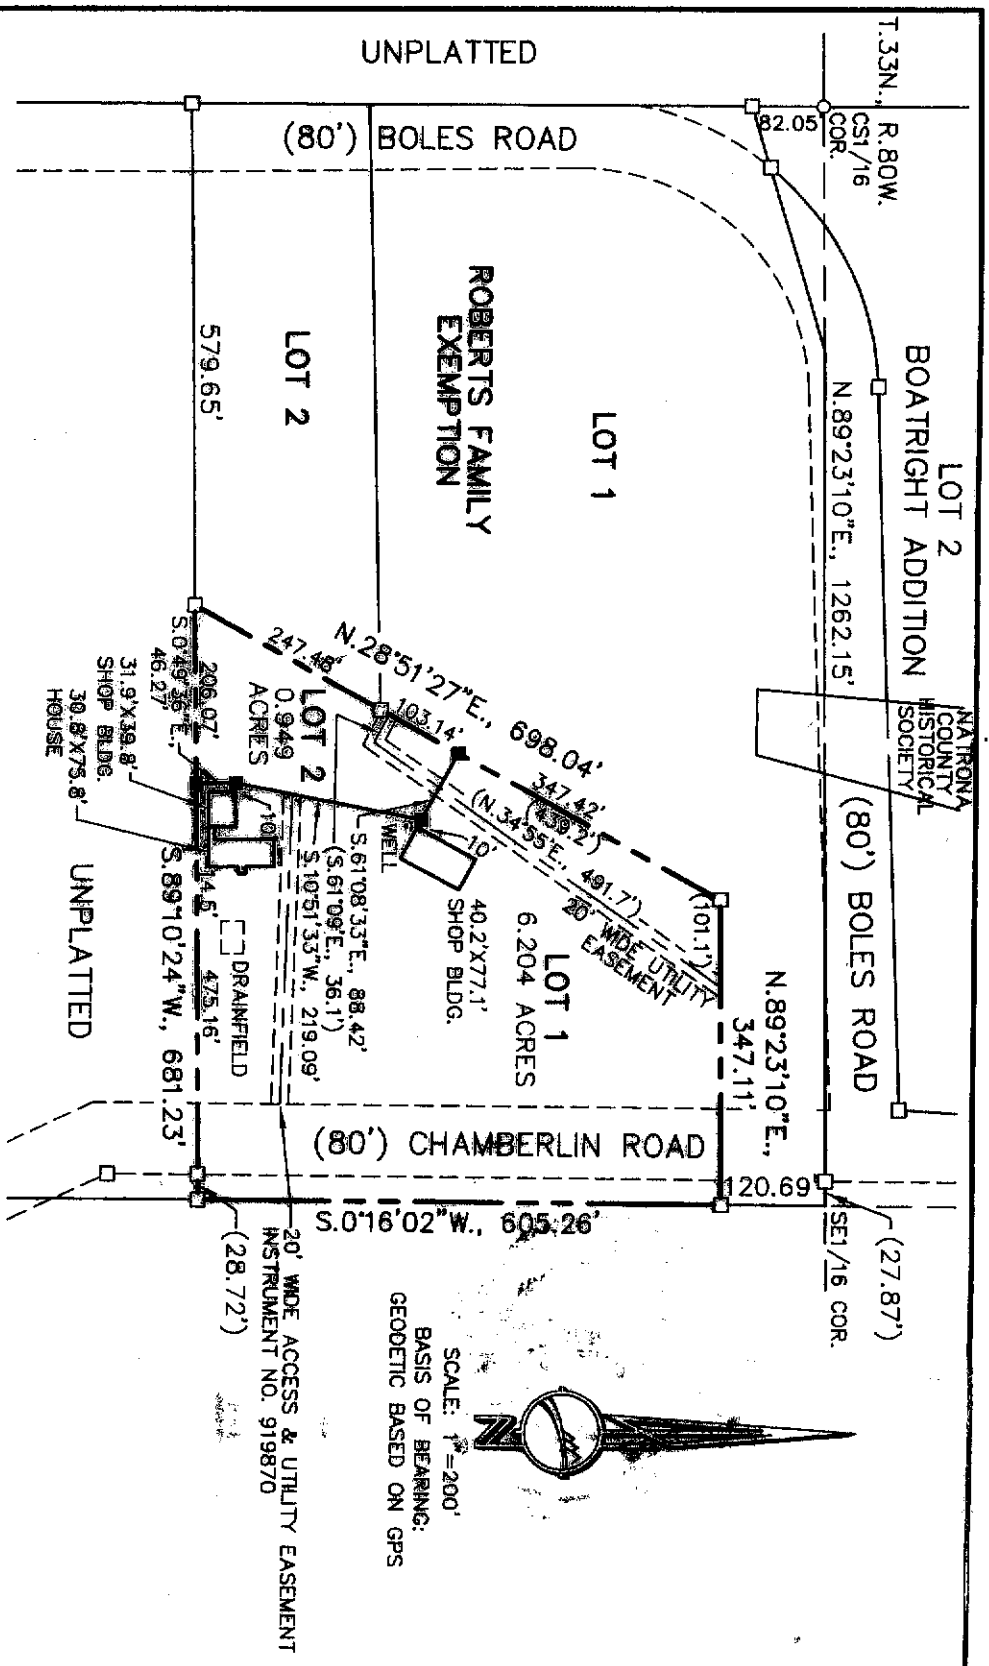 T.33N., R.80W.
CS1/16
COR.
82.05
UNPLATTED
(80') BOLES ROAD
LOT 2
BOATRIGHT ADDITION
NATRONA
COUNTY
HISTORICAL
SOCIETY
N.89°23'10"E., 1262.15'
(80') BOLES ROAD
(27.87')
SE1/16 COR.
120.69
LOT 1
ROBERTS FAMILY
EXEMPTION
LOT 2
579.65'
N.28°51'27"E., 698.04'
247.48'
103.14'
347.42'
(439.2')
(N.34°55'E., 491.7')
20' WIDE UTILITY
EASEMENT
(101.1')
N.89°23'10"E.,
347.11'
LOT 1
6.204 ACRES
40.2'X77.1'
SHOP BLDG.
10'
WELL
S.61°08'33"E., 88.42'
(S.61°09'E., 36.1')
S.10°51'33"W., 219.09'
LOT 2
0.949
ACRES
10'
206.07'
S.0°49'36"E.,
46.27'
31.9'X39.8'
SHOP BLDG.
30.8'X75.8'
HOUSE
14.5'
DRAINFIELD
475.16'
S.89°10'24"W., 681.23'
UNPLATTED
(80') CHAMBERLIN ROAD
S.0°16'02"W., 605.26'
(28.72')
20' WIDE ACCESS & UTILITY EASEMENT
INSTRUMENT NO. 919870
N
SCALE: 1"=200'
BASIS OF BEARING:
GEODETIC BASED ON GPS